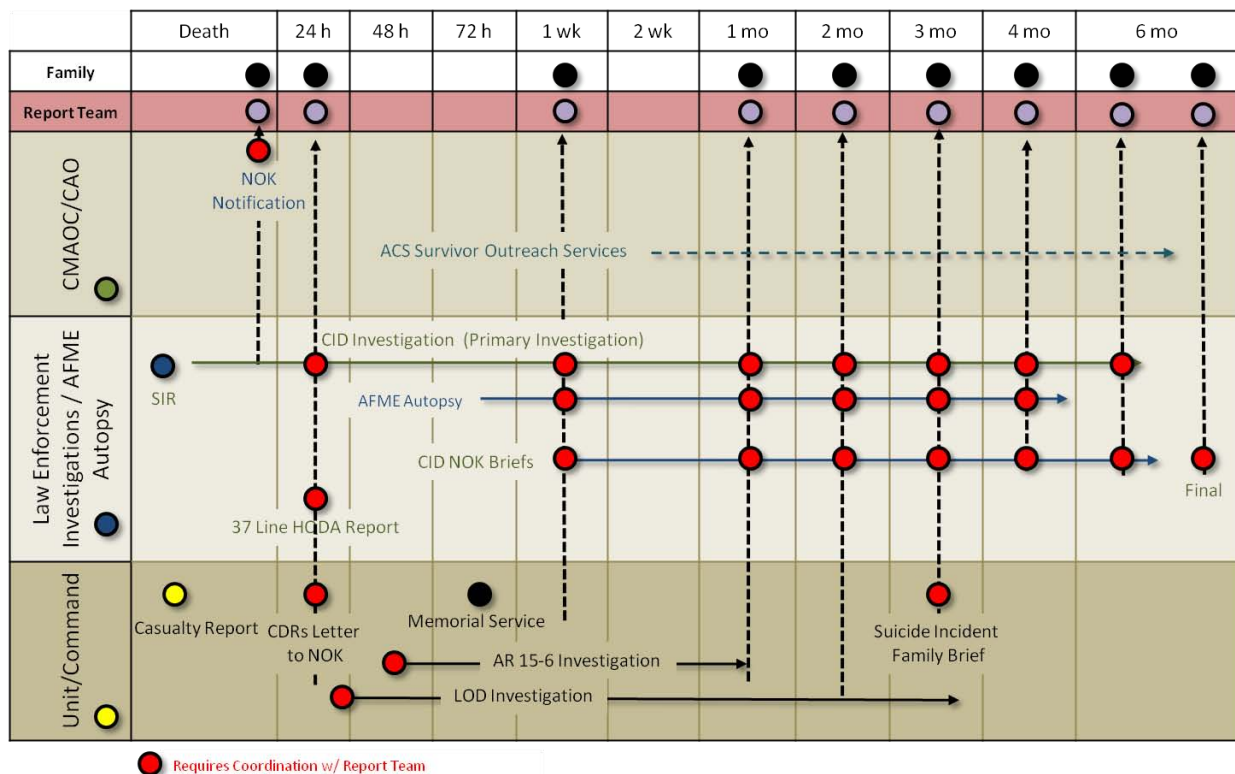 Death 24 h 48 h 72 h 1 wk 2 wk 1 mo 2 mo 3 mo 4 mo 6 mo
Family
Report Team
CMAOC/CAO
NOK
Notification
ACS Survivor Outreach Services
Law Enforcement
Investigations / AFME
Autopsy
CID Investigation (Primary Investigation)
SIR
AFME Autopsy
CID NOK Briefs
Final
37 Line HQDA Report
Unit/Command
Casualty Report
CDRs Letter
to NOK
Memorial Service
Suicide Incident
Family Brief
AR 15-6 Investigation
LOD Investigation
Requires Coordination w/ Report Team